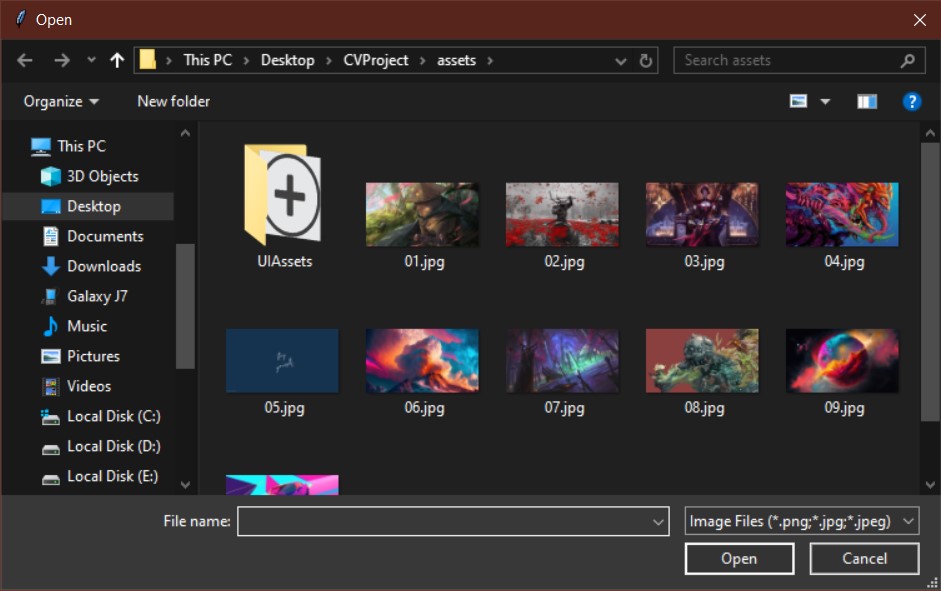 Open
This PC
Desktop
CVProject
assets
Search assets
Organize
New folder
?
This PC
3D Objects
Desktop
Documents
Downloads
Galaxy J7
Music
Pictures
Videos
Local Disk (C:)
Local Disk (D:)
Local Disk (E:)
UIAssets
01.jpg
02.jpg
03.jpg
04.jpg
05.jpg
06.jpg
07.jpg
08.jpg
09.jpg
File name:
Image Files (*.png;*.jpg;*.jpeg)
Open
Cancel